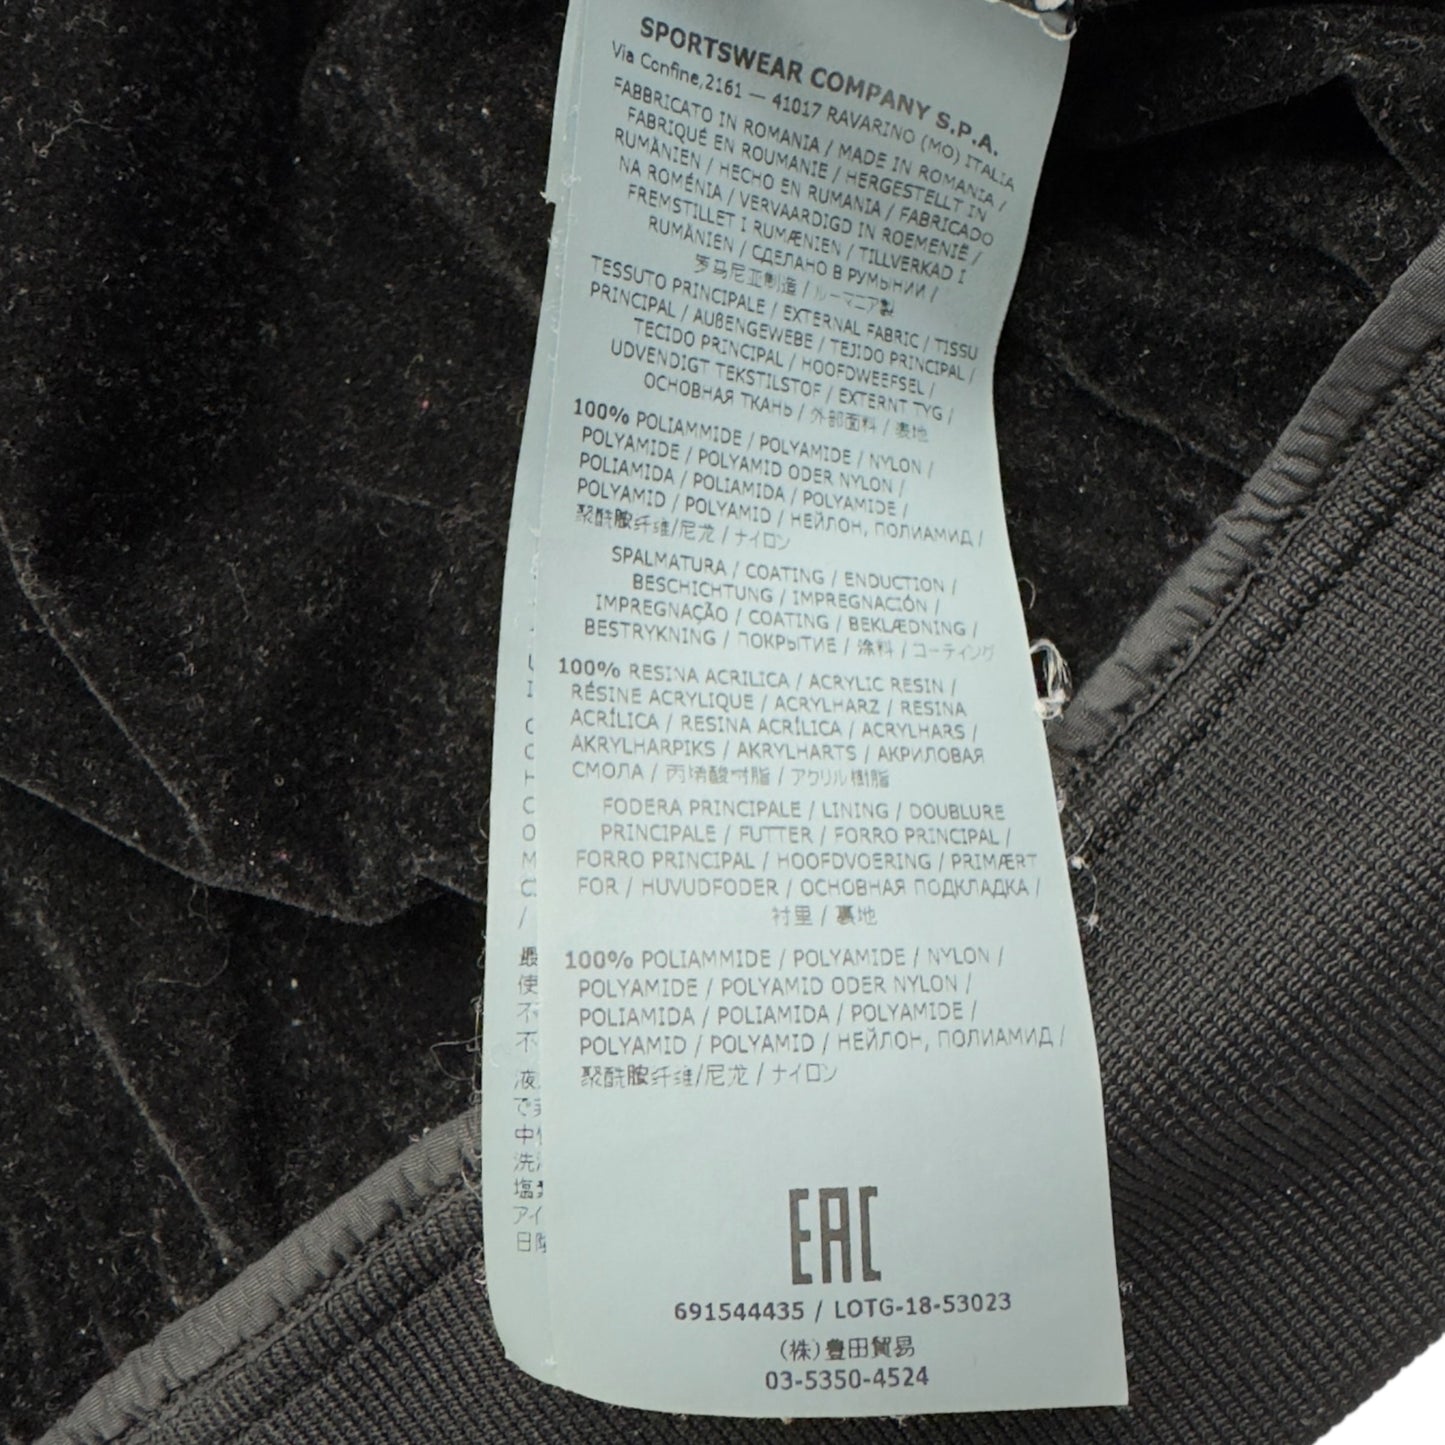 SPORTSWEAR COMPANY S.P.A.
Via Confine,2161 — 41017 RAVARINO (MO) ITALIA
FABBRICATO IN ROMANIA / MADE IN ROMANIA /
FABRIQUÉ EN ROUMANIE / HERGESTELLT IN
RUMÄNIEN / HECHO EN RUMANIA / FABRICADO
NA ROMÉNIA / VERVAARDIGD IN ROEMENIË /
FREMSTILLET I RUMÆNIEN / TILLVERKAD I
RUMÄNIEN / СДЕЛАНО В РУМЫНИИ /
罗马尼亚制造 / ルーマニア製
TESSUTO PRINCIPALE / EXTERNAL FABRIC / TISSU
PRINCIPAL / AUßENGEWEBE / TEJIDO PRINCIPAL /
TECIDO PRINCIPAL / HOOFDWEEFSEL /
UDVENDIGT TEKSTILSTOF / EXTERNT TYG /
ОСНОВНАЯ ТКАНЬ / 外部面料 / 表地
100% POLIAMMIDE / POLYAMIDE / NYLON /
POLYAMIDE / POLYAMID ODER NYLON /
POLIAMIDA / POLIAMIDA / POLYAMIDE /
POLYAMID / POLYAMID / НЕЙЛОН, ПОЛИАМИД /
聚酰胺纤维/尼龙 / ナイロン
SPALMATURA / COATING / ENDUCTION /
BESCHICHTUNG / IMPREGNACIÓN /
IMPREGNAÇÃO / COATING / BEKLÆDNING /
BESTRYKNING / ПОКРЫТИЕ / 涂料 / コーティング
100% RESINA ACRILICA / ACRYLIC RESIN /
RÉSINE ACRYLIQUE / ACRYLHARZ / RESINA
ACRÍLICA / RESINA ACRÍLICA / ACRYLHARS /
AKRYLHARPIKS / AKRYLHARTS / АКРИЛОВАЯ
СМОЛА / 丙烯酸树脂 / アクリル樹脂
FODERA PRINCIPALE / LINING / DOUBLURE
PRINCIPALE / FUTTER / FORRO PRINCIPAL /
FORRO PRINCIPAL / HOOFDVOERING / PRIMÆRT
FOR / HUVUDFODER / ОСНОВНАЯ ПОДКЛАДКА /
衬里 / 裏地
100% POLIAMMIDE / POLYAMIDE / NYLON /
POLYAMIDE / POLYAMID ODER NYLON /
POLIAMIDA / POLIAMIDA / POLYAMIDE /
POLYAMID / POLYAMID / НЕЙЛОН, ПОЛИАМИД /
聚酰胺纤维/尼龙 / ナイロン
EAC
691544435 / LOTG-18-53023
(株)豊田貿易
03-5350-4524